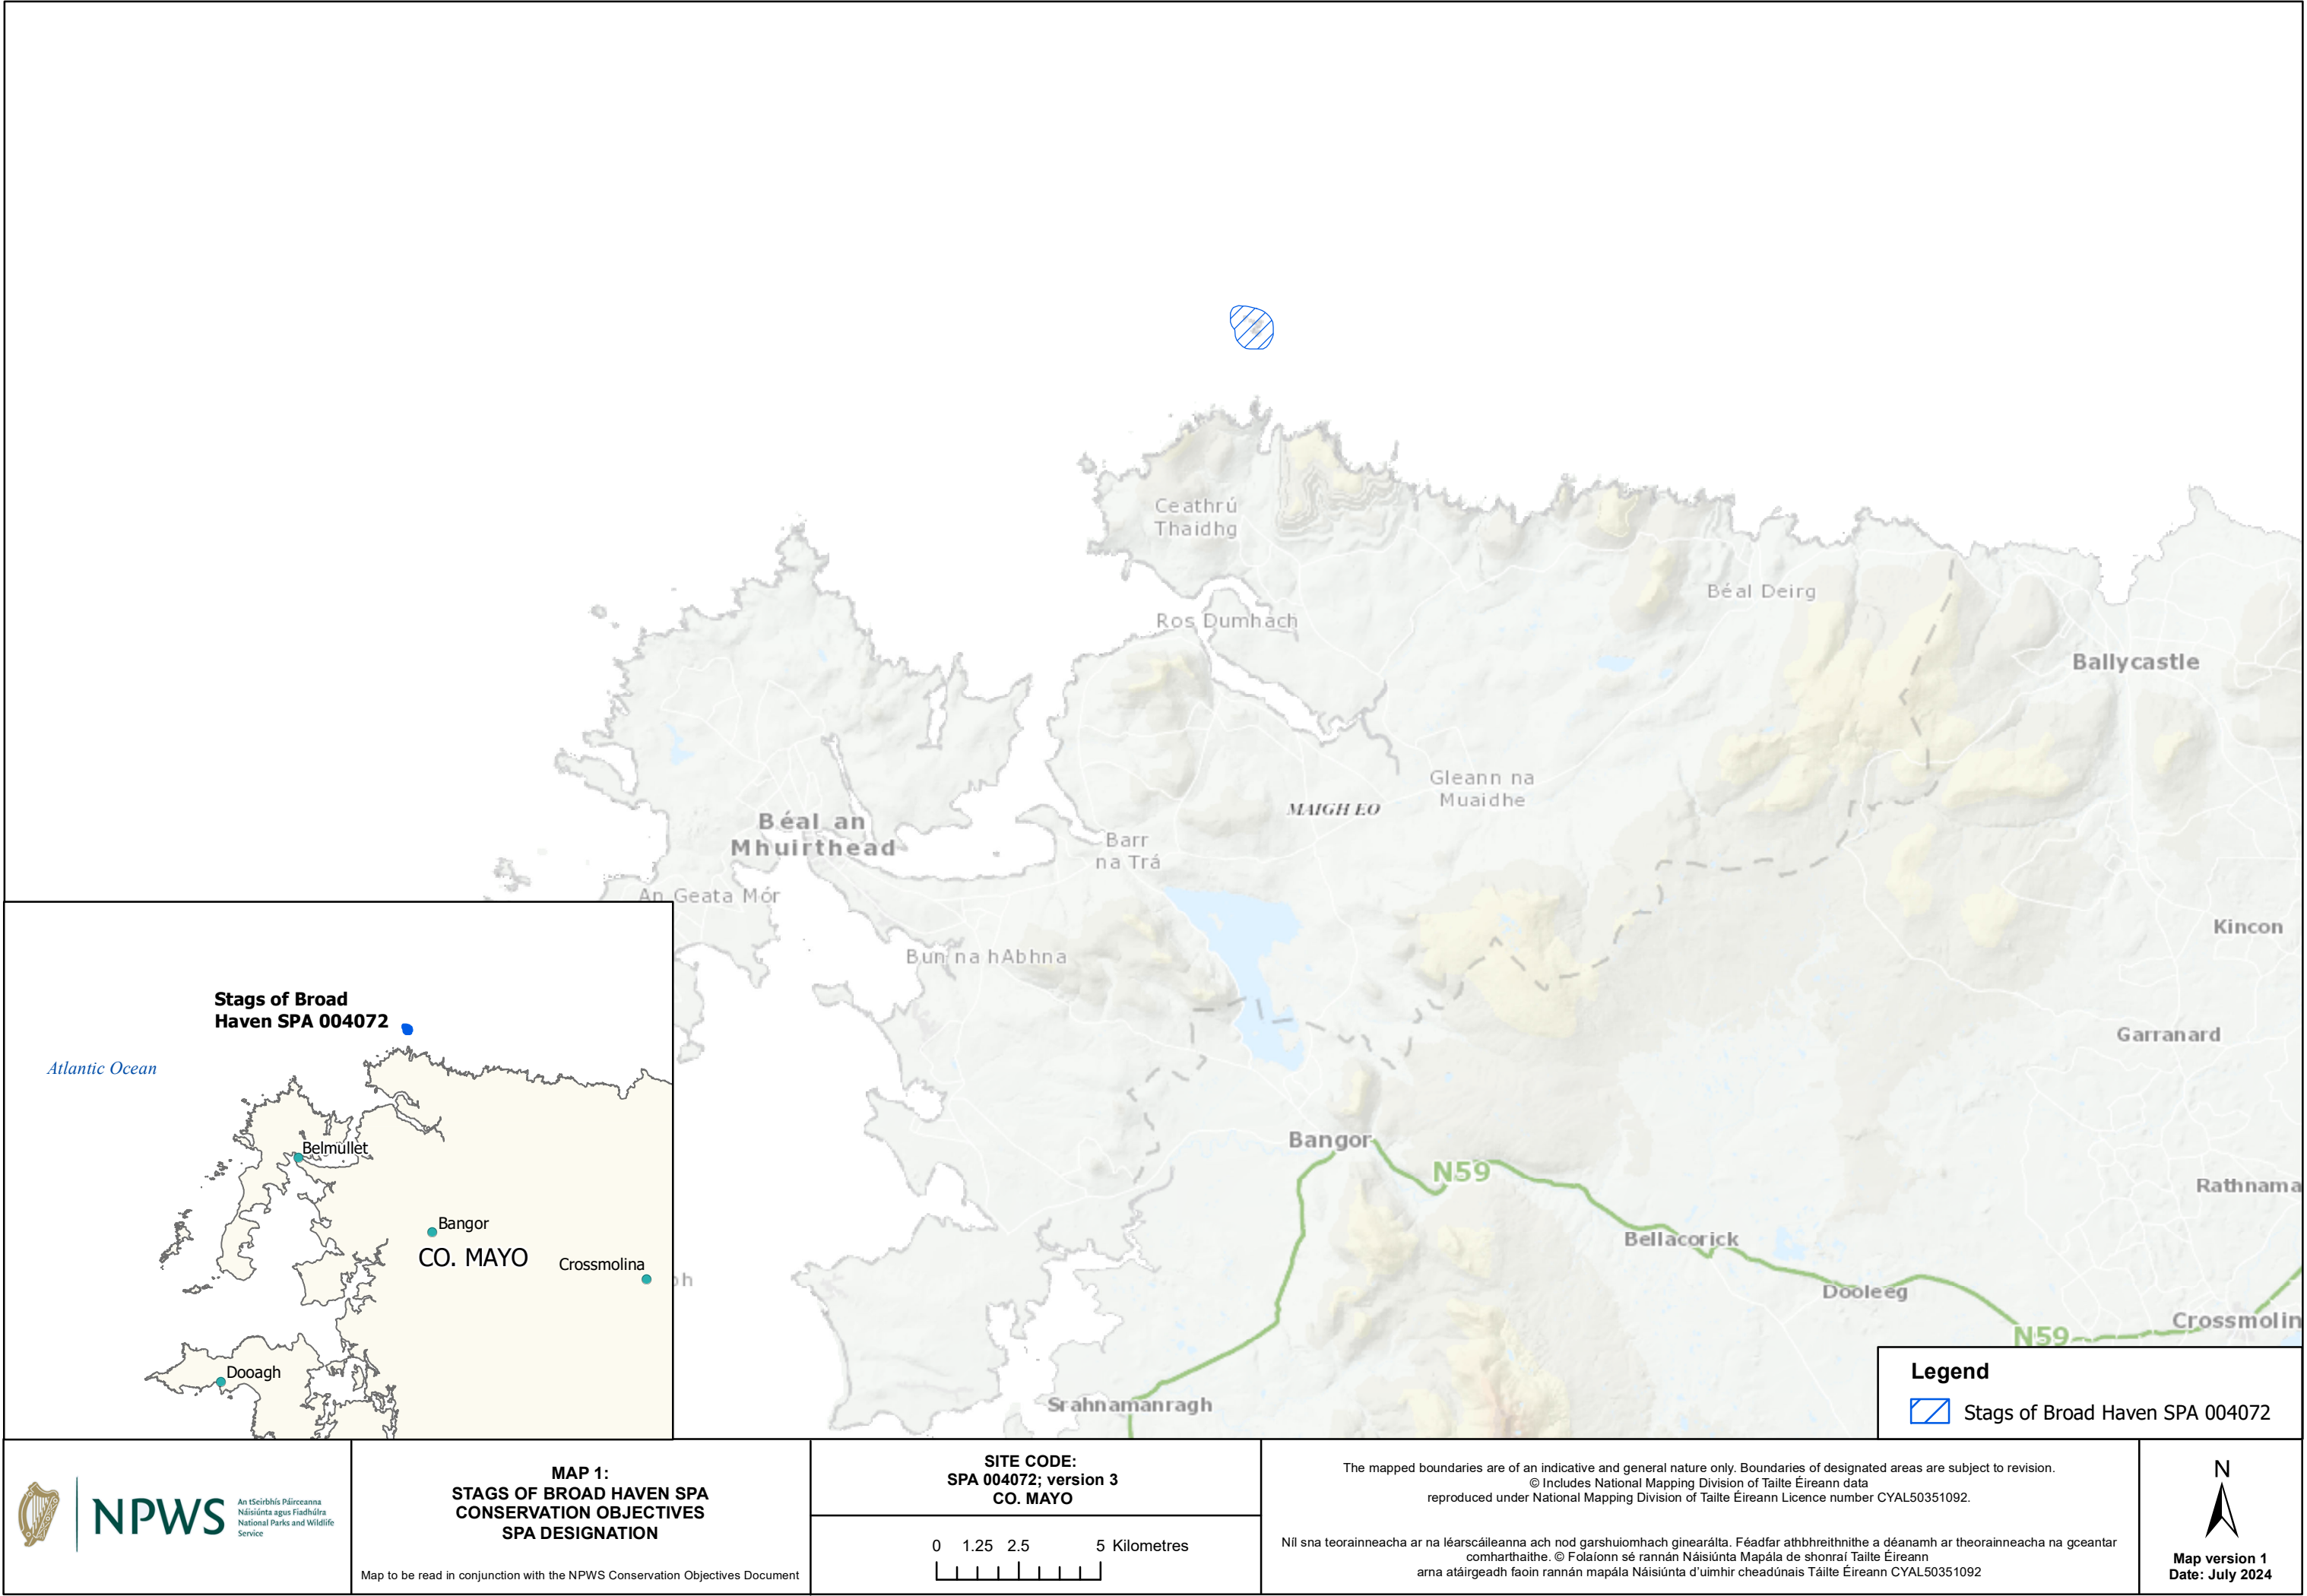 Ceathrú
Thaidhg
Ros Dumhach
Béal Deirg
Ballycastle
Gleann na
Muaidhe
MAIGH EO
Béal an
Mhuirthead
Barr
na Trá
An Geata Mór
Bun na hAbhna
Kincon
Garranard
Bangor
N59
Rathnama
Bellacorick
Dooleeg
Crossmolin
N59
Srahnamanragh
Stags of Broad
Haven SPA 004072
Atlantic Ocean
Belmullet
Bangor
CO. MAYO
Crossmolina
Dooagh
Legend
Stags of Broad Haven SPA 004072
NPWS
An tSeirbhís Páirceanna
Náisiúnta agus Fiadhúlra
National Parks and Wildlife
Service
MAP 1:
STAGS OF BROAD HAVEN SPA
CONSERVATION OBJECTIVES
SPA DESIGNATION
Map to be read in conjunction with the NPWS Conservation Objectives Document
SITE CODE:
SPA 004072; version 3
CO. MAYO
0 1.25 2.5 5 Kilometres
The mapped boundaries are of an indicative and general nature only. Boundaries of designated areas are subject to revision.
© Includes National Mapping Division of Tailte Éireann data
reproduced under National Mapping Division of Tailte Éireann Licence number CYAL50351092.
Níl sna teorainneacha ar na léarscáileanna ach nod garshuiomhach ginearálta. Féadfar athbhreithnithe a déanamh ar theorainneacha na gceantar
comharthaithe. © Folaíonn sé rannán Náisiúnta Mapála de shonraí Tailte Éireann
arna atáirgeadh faoin rannán mapála Náisiúnta d'uimhir cheadúnais Táilte Éireann CYAL50351092
N
Map version 1
Date: July 2024